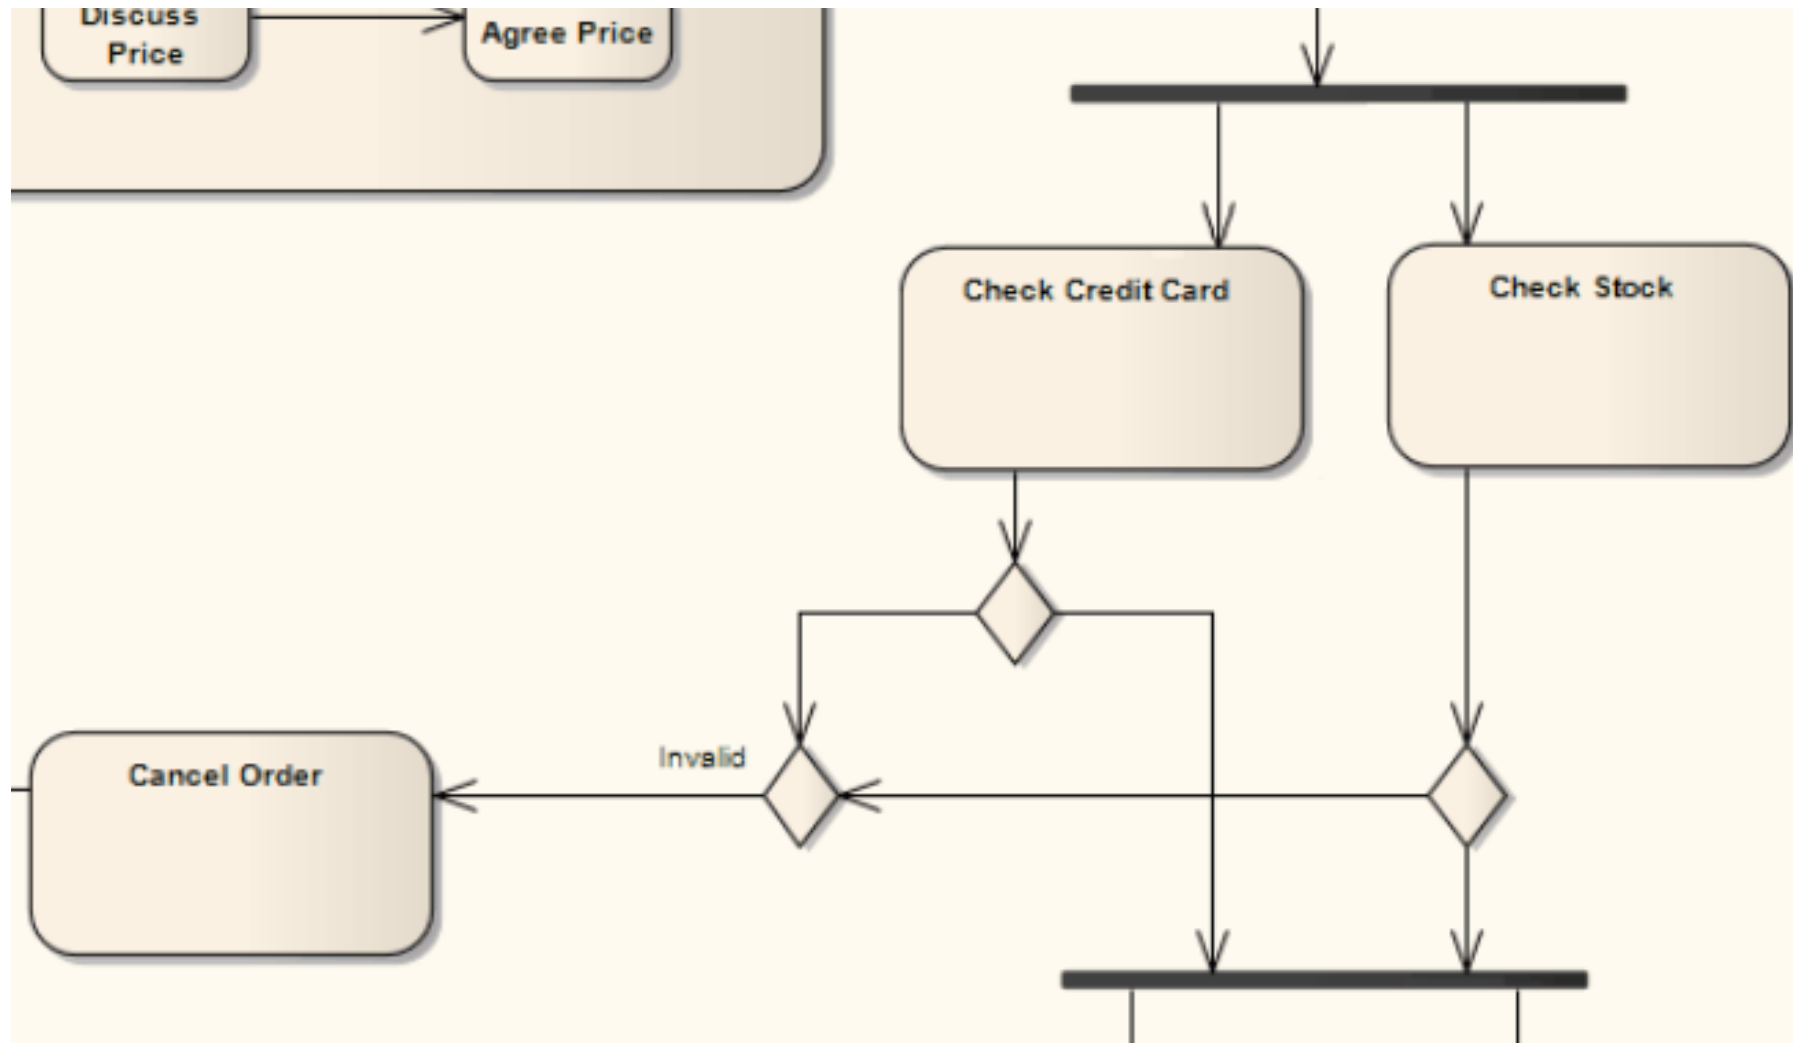 Discuss
Price
Agree Price
Check Credit Card
Check Stock
Invalid
Cancel Order